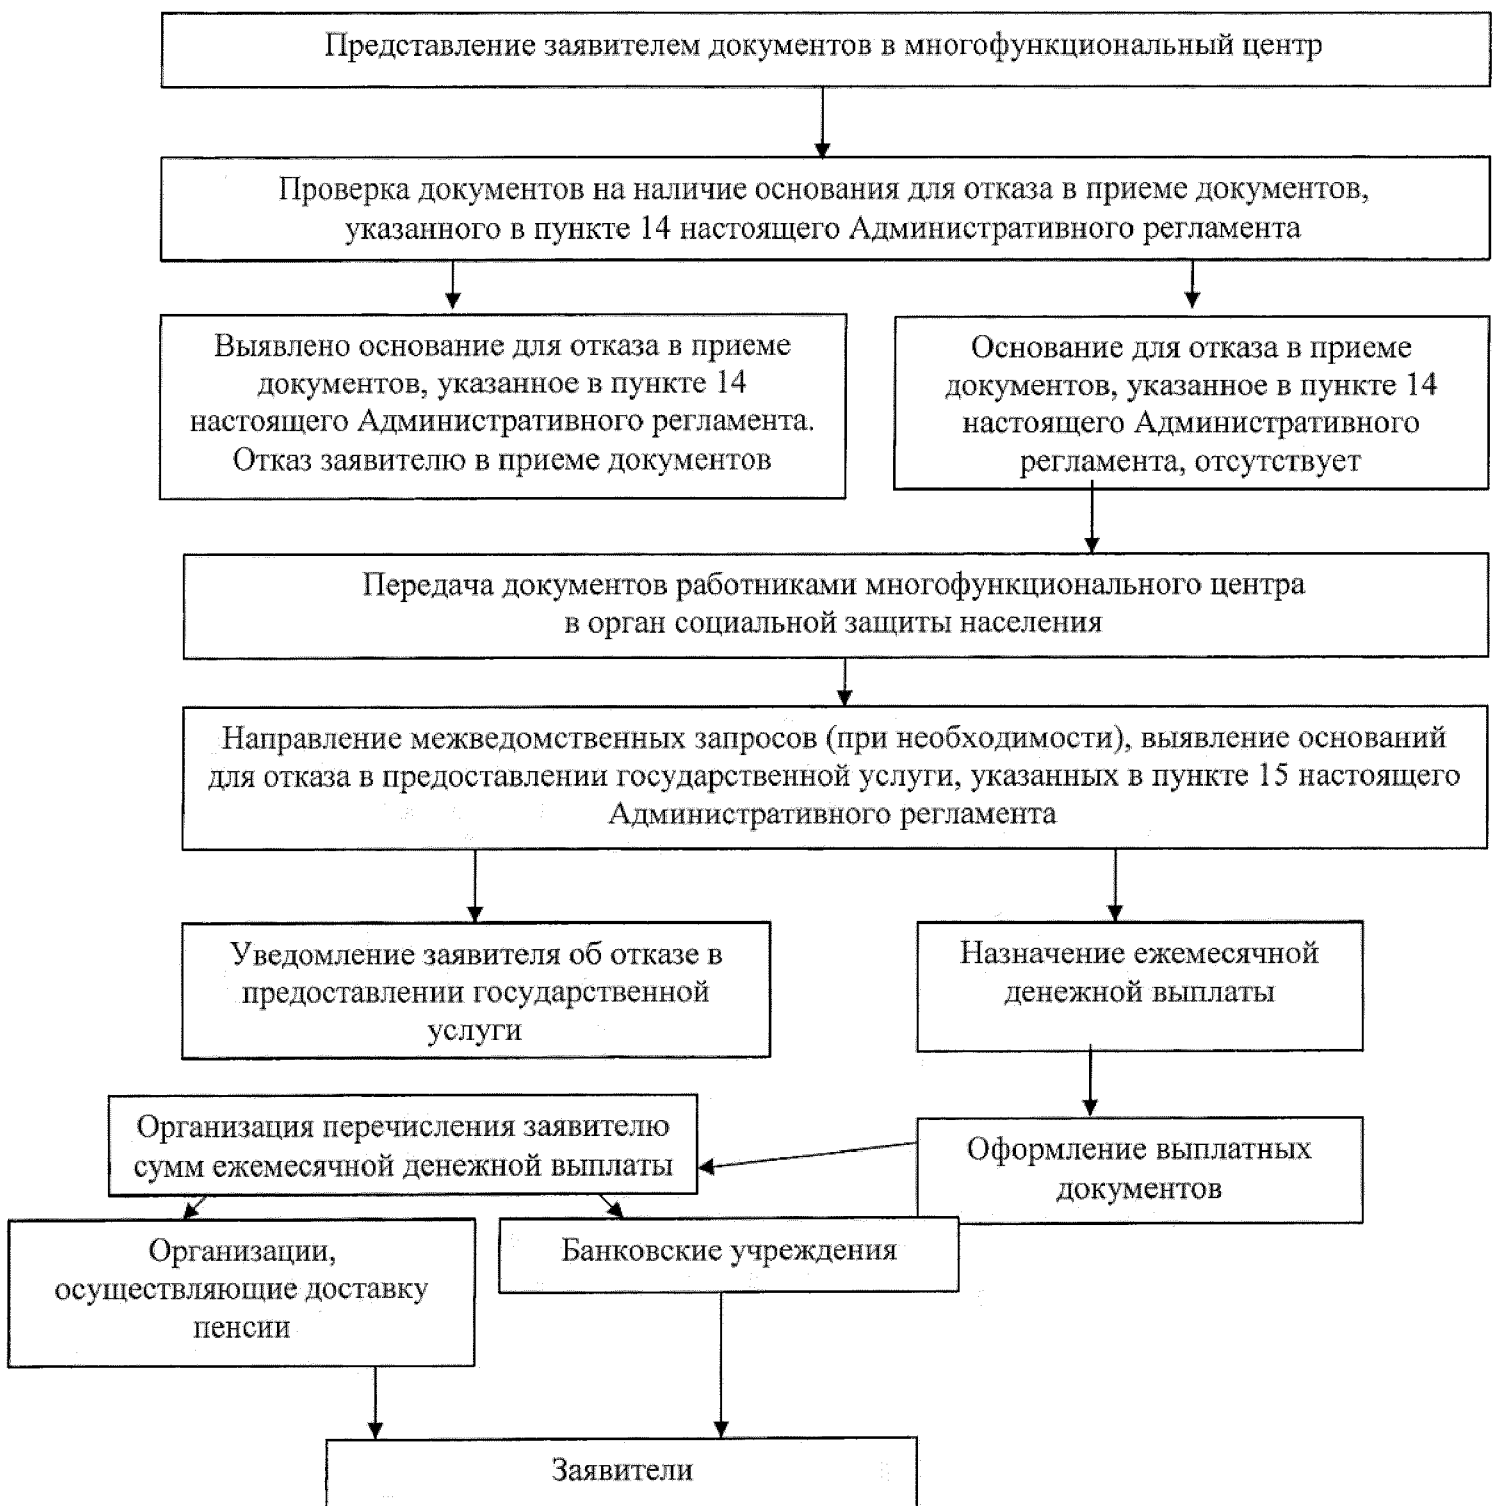 Представление заявителем документов в многофункциональный центр
Проверка документов на наличие основания для отказа в приеме документов,
указанного в пункте 14 настоящего Административного регламента
Выявлено основание для отказа в приеме
документов, указанное в пункте 14
настоящего Административного регламента.
Отказ заявителю в приеме документов
Основание для отказа в приеме
документов, указанное в пункте 14
настоящего Административного
регламента, отсутствует
Передача документов работниками многофункционального центра
в орган социальной защиты населения
Направление межведомственных запросов (при необходимости), выявление оснований
для отказа в предоставлении государственной услуги, указанных в пункте 15 настоящего
Административного регламента
Уведомление заявителя об отказе в
предоставлении государственной
услуги
Назначение ежемесячной
денежной выплаты
Организация перечисления заявителю
сумм ежемесячной денежной выплаты
Оформление выплатных
документов
Организации,
осуществляющие доставку
пенсии
Банковские учреждения
Заявители